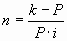 n = (k − P) / (P · i)